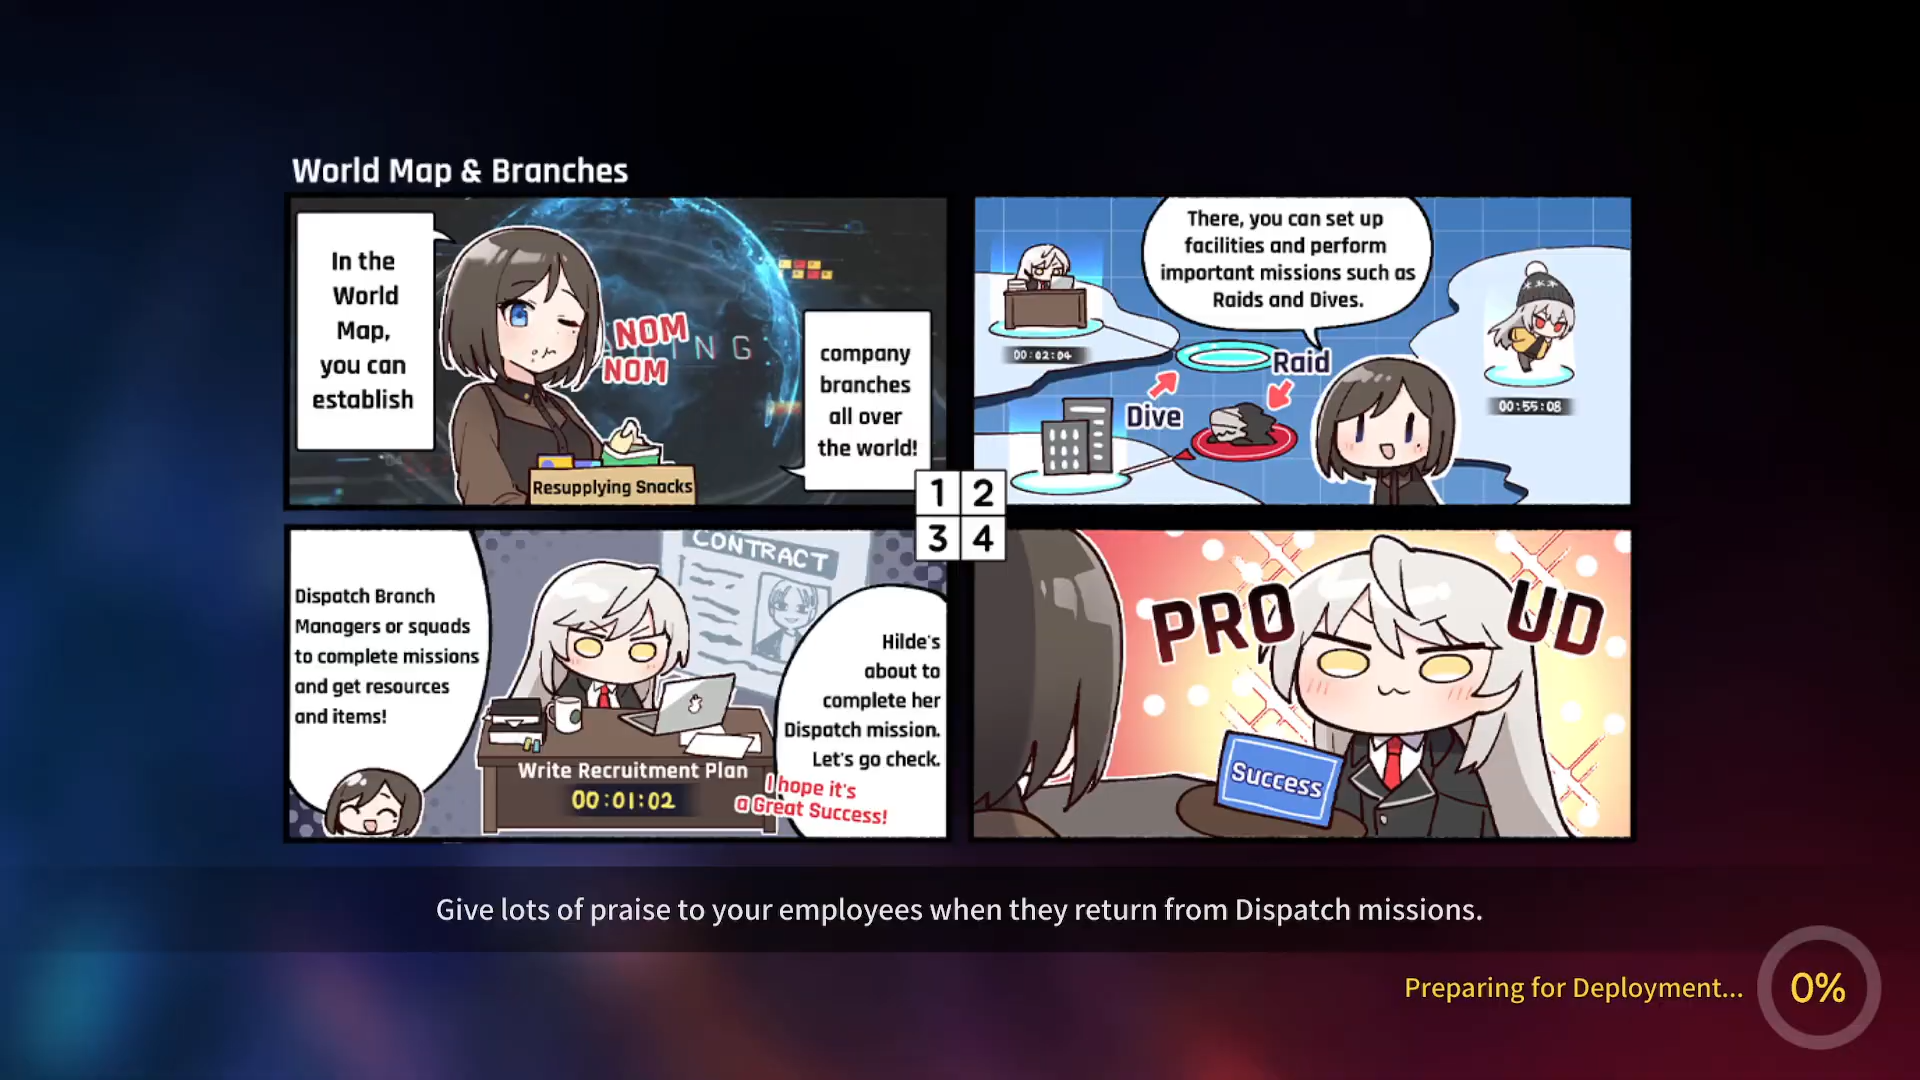 World Map & Branches
In the
World
Map,
you can
establish
NOM
NOM
company
branches
all over
the world!
Resupplying Snacks
There, you can set up
facilities and perform
important missions such as
Raids and Dives.
00:02:04
Raid
Dive
00:55:08
1 2
3 4
Dispatch Branch
Managers or squads
to complete missions
and get resources
and items!
CONTRACT
Hilde's
about to
complete her
Dispatch mission.
Let's go check.
Write Recruitment Plan
00:01:02
I hope it's
a Great Success!
PROUD
Success
Give lots of praise to your employees when they return from Dispatch missions.
Preparing for Deployment...
0%